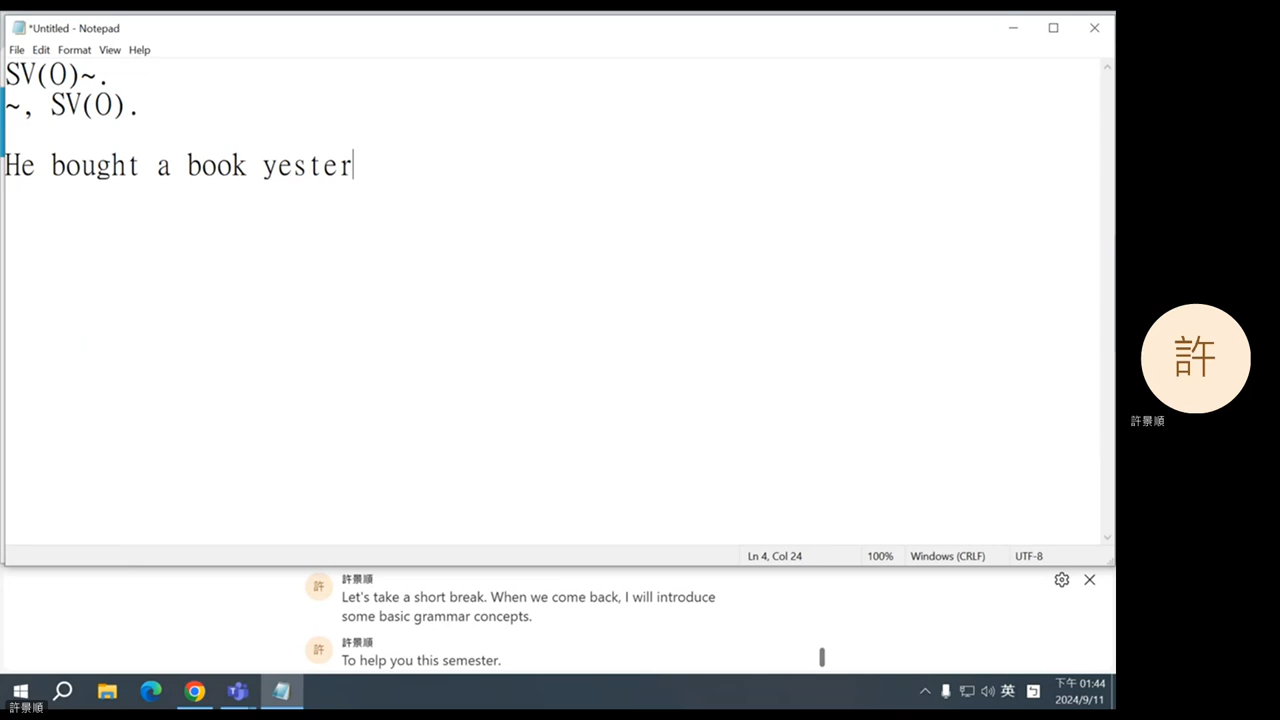 *Untitled - Notepad
File Edit Format View Help
SV(O)~.
~, SV(O).
He bought a book yester
Ln 4, Col 24
100%
Windows (CRLF)
UTF-8
許
許景順
許
許景順
Let's take a short break. When we come back, I will introduce
some basic grammar concepts.
許
許景順
To help you this semester.
英
下午 01:44
2024/9/11
許景順